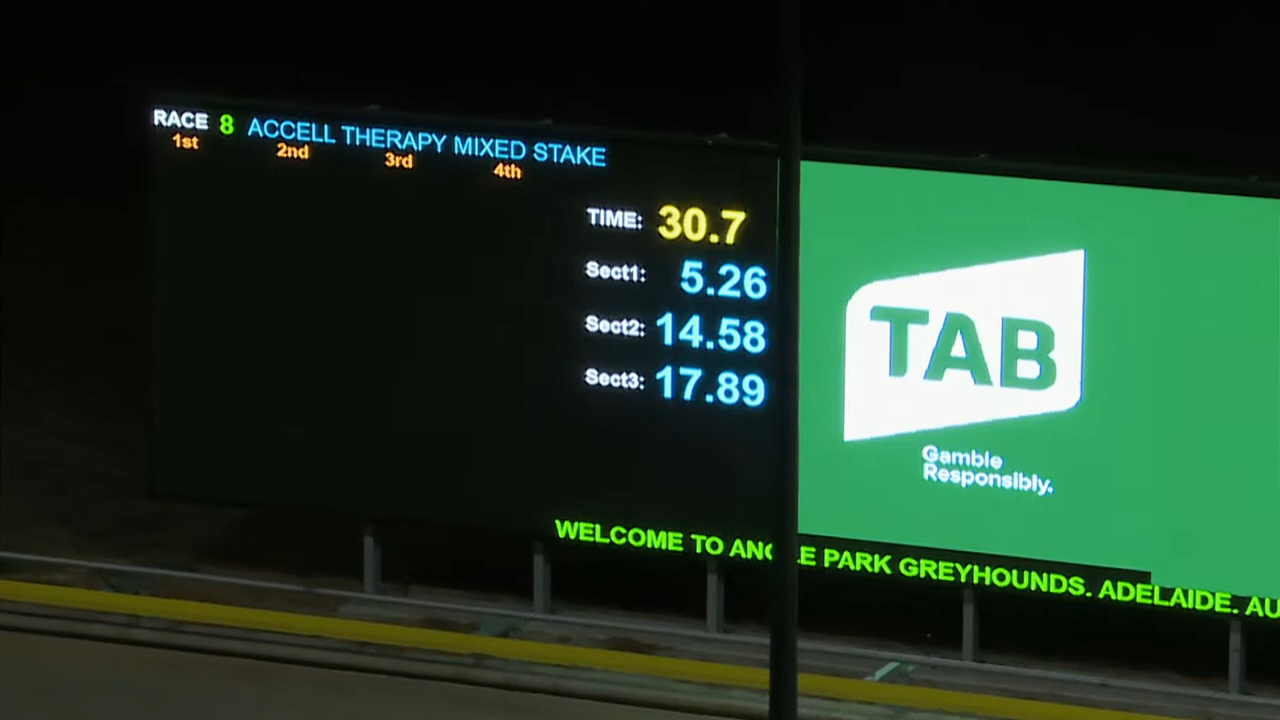 RACE 8 ACCELL THERAPY MIXED STAKE
1st 2nd 3rd 4th
TIME: 30.7
Sect1: 5.26
Sect2: 14.58
Sect3: 17.89
TAB
Gamble
Responsibly.
WELCOME TO ANGLE PARK GREYHOUNDS. ADELAIDE. AU